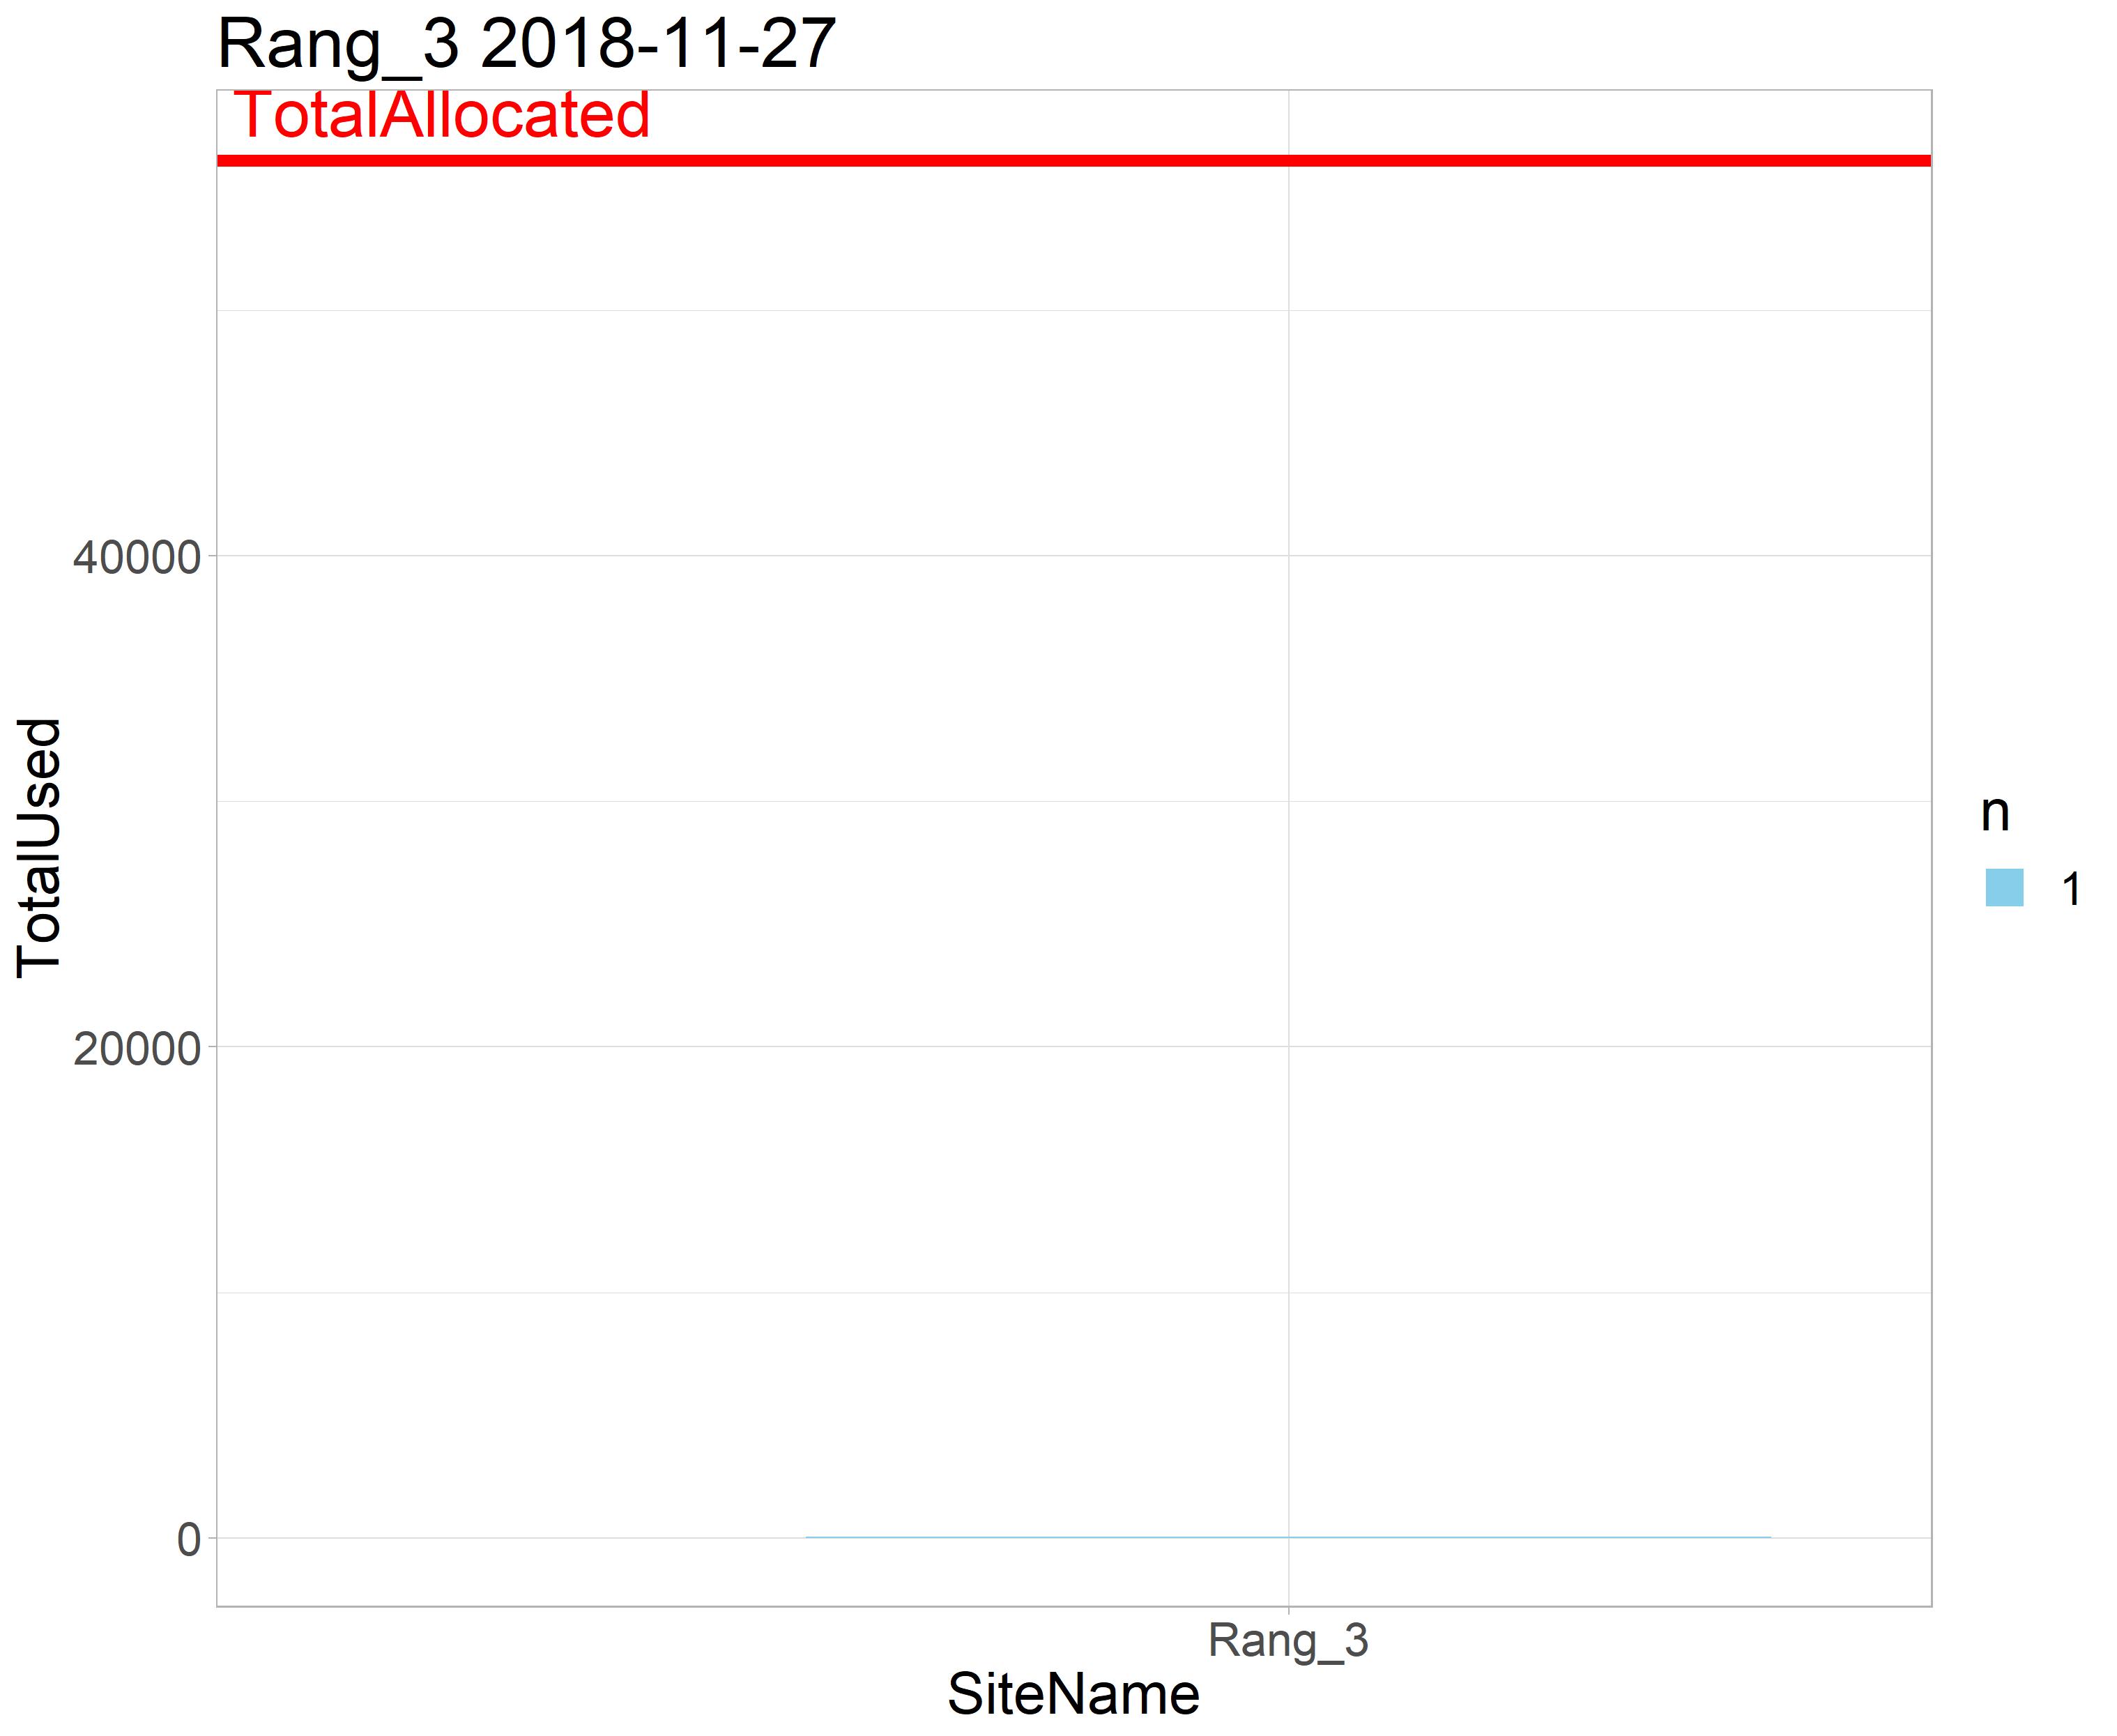 Rang_3 2018-11-27
TotalAllocated
40000
20000
0
TotalUsed
Rang_3
SiteName
n
1